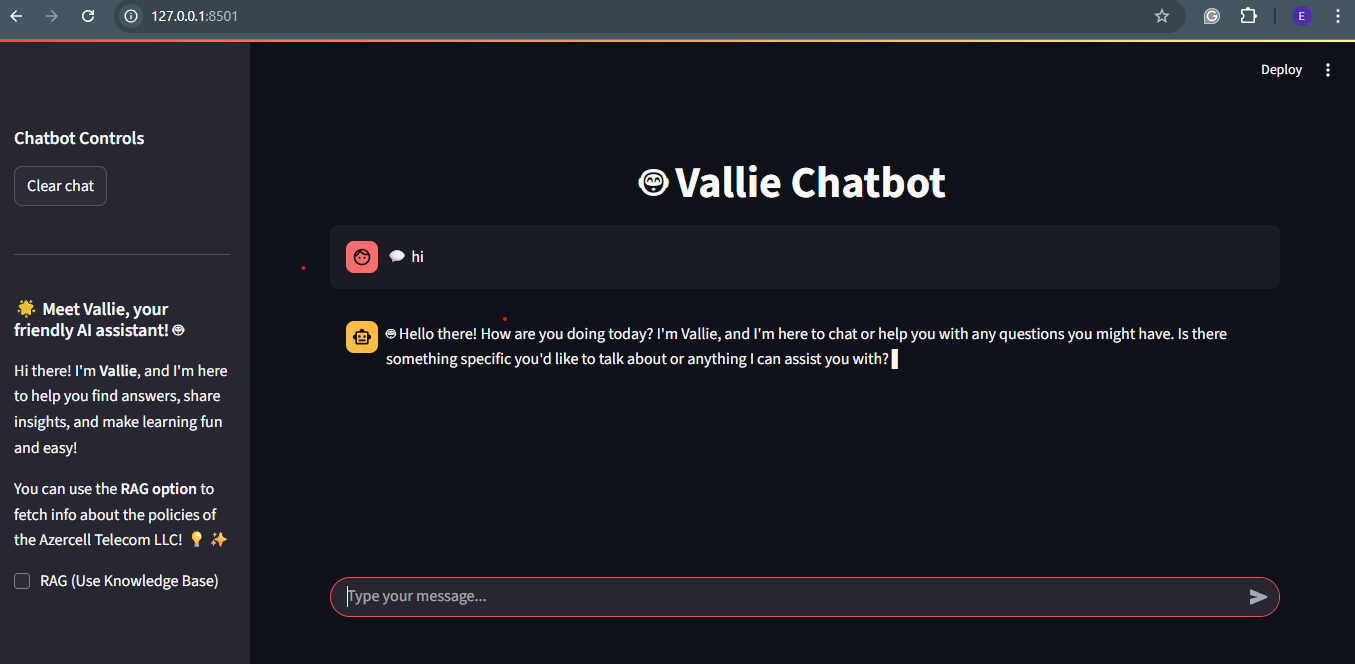 127.0.0.1:8501
E
Deploy
Chatbot Controls
Clear chat
Vallie Chatbot
hi
🌟 Meet Vallie, your
friendly AI assistant!
Hello there! How are you doing today? I'm Vallie, and I'm here to chat or help you with any questions you might have. Is there
something specific you'd like to talk about or anything I can assist you with?
Hi there! I'm Vallie, and I'm here
to help you find answers, share
insights, and make learning fun
and easy!
You can use the RAG option to
fetch info about the policies of
the Azercell Telecom LLC! 💡 ✨
RAG (Use Knowledge Base)
Type your message...